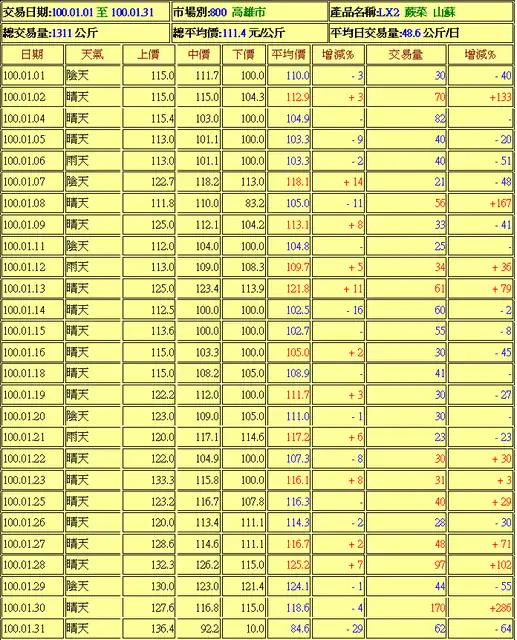 交易日期:100.01.01 至 100.01.31 市場別:800 高雄市 產品名稱:LX2 蕨菜 山蘇
總交易量:1311 公斤 總平均價:111.4 元/公斤 平均日交易量:48.6 公斤/日
日期 天氣 上價 中價 下價 平均價 增減% 交易量 增減%
100.01.01 陰天 115.0 111.7 100.0 110.0 - 3 30 - 40
100.01.02 晴天 115.0 115.0 104.3 112.9 + 3 70 +133
100.01.04 晴天 115.4 103.0 100.0 104.9 - 82 -
100.01.05 晴天 113.0 101.1 100.0 103.3 - 9 40 -20
100.01.06 雨天 113.0 101.1 100.0 103.3 - 2 40 - 51
100.01.07 陰天 122.7 118.2 113.0 118.1 + 14 21 - 48
100.01.08 晴天 111.8 110.0 83.2 105.0 - 11 56 +167
100.01.09 晴天 125.0 112.1 104.2 113.1 + 8 33 - 41
100.01.11 陰天 112.0 104.0 100.0 104.8 - 25 -
100.01.12 雨天 113.0 109.0 108.3 109.7 + 5 34 + 36
100.01.13 晴天 125.0 123.4 113.9 121.8 + 11 61 + 79
100.01.14 晴天 112.5 100.0 100.0 102.5 - 16 60 - 2
100.01.15 晴天 113.6 100.0 100.0 102.7 - 55 - 8
100.01.16 晴天 115.0 103.3 100.0 105.0 + 2 30 - 45
100.01.18 晴天 115.0 108.2 105.0 108.9 - 41 -
100.01.19 晴天 122.2 112.0 100.0 111.7 + 3 30 - 27
100.01.20 陰天 123.0 109.0 105.0 111.0 - 1 30 -
100.01.21 雨天 120.0 117.1 114.6 117.2 + 6 23 - 23
100.01.22 晴天 122.0 104.9 100.0 107.3 - 8 30 + 30
100.01.23 晴天 133.3 115.8 100.0 116.1 + 8 31 + 3
100.01.25 晴天 123.2 116.7 107.8 116.3 - 40 + 29
100.01.26 晴天 120.0 113.4 111.1 114.3 - 2 28 - 30
100.01.27 晴天 128.6 114.6 111.1 116.7 + 2 48 + 71
100.01.28 晴天 132.3 126.2 115.0 125.2 + 7 97 + 102
100.01.29 陰天 130.0 123.0 121.4 124.1 - 1 44 - 55
100.01.30 晴天 127.6 116.8 115.0 118.6 - 4 170 +286
100.01.31 晴天 136.4 92.2 10.0 84.6 - 29 62 - 64